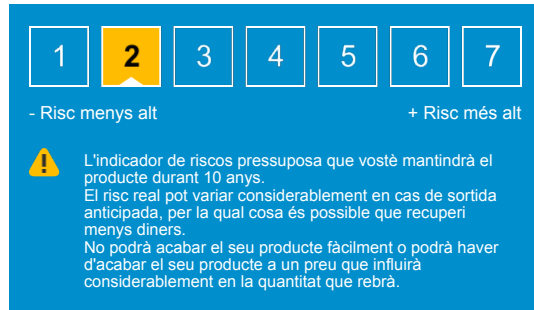 1 2 3 4 5 6 7
- Risc menys alt + Risc més alt
L'indicador de riscos pressuposa que vostè mantindrà el
producte durant 10 anys.
El risc real pot variar considerablement en cas de sortida
anticipada, per la qual cosa és possible que recuperi
menys diners.
No podrà acabar el seu producte fàcilment o podrà haver
d'acabar el seu producte a un preu que influirà
considerablement en la quantitat que rebrà.